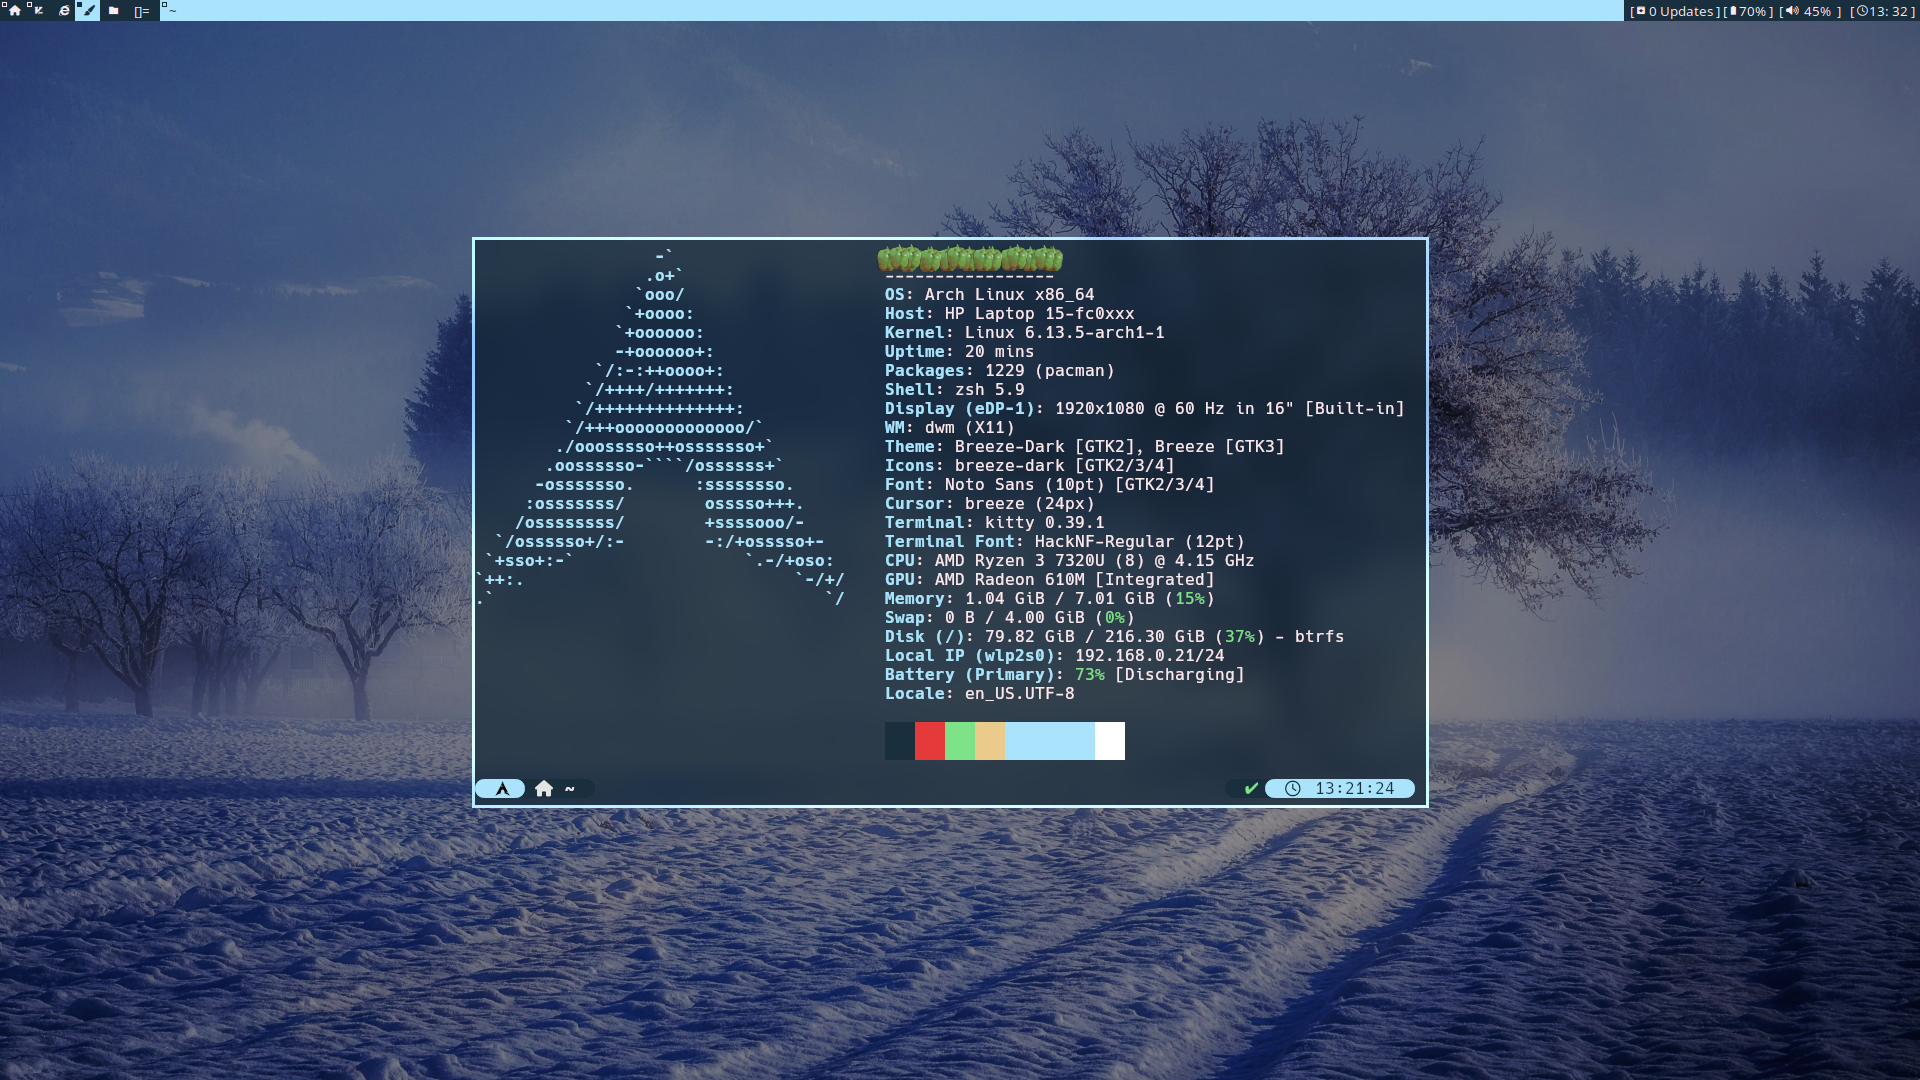 []= ~ [ 0 Updates] [ 70% ] [ 45% ] [ 13: 32 ]
-`
.o+`
`ooo/
`+oooo:
`+oooooo:
-+oooooo+:
`/:-:++oooo+:
`/++++/+++++++:
`/++++++++++++++:
`/+++ooooooooooooo/`
./ooosssso++osssssso+`
.oossssso-````/ossssss+`
-osssssso. :ssssssso.
:osssssss/ osssso+++.
/ossssssss/ +ssssooo/-
`/ossssso+/:- -:/+osssso+-
`+sso+:-` `.-/+oso:
`++:. `-/+/
.` `/
-----------------
OS: Arch Linux x86_64
Host: HP Laptop 15-fc0xxx
Kernel: Linux 6.13.5-arch1-1
Uptime: 20 mins
Packages: 1229 (pacman)
Shell: zsh 5.9
Display (eDP-1): 1920x1080 @ 60 Hz in 16" [Built-in]
WM: dwm (X11)
Theme: Breeze-Dark [GTK2], Breeze [GTK3]
Icons: breeze-dark [GTK2/3/4]
Font: Noto Sans (10pt) [GTK2/3/4]
Cursor: breeze (24px)
Terminal: kitty 0.39.1
Terminal Font: HackNF-Regular (12pt)
CPU: AMD Ryzen 3 7320U (8) @ 4.15 GHz
GPU: AMD Radeon 610M [Integrated]
Memory: 1.04 GiB / 7.01 GiB (15%)
Swap: 0 B / 4.00 GiB (0%)
Disk (/): 79.82 GiB / 216.30 GiB (37%) - btrfs
Local IP (wlp2s0): 192.168.0.21/24
Battery (Primary): 73% [Discharging]
Locale: en_US.UTF-8
~ ✔ 13:21:24